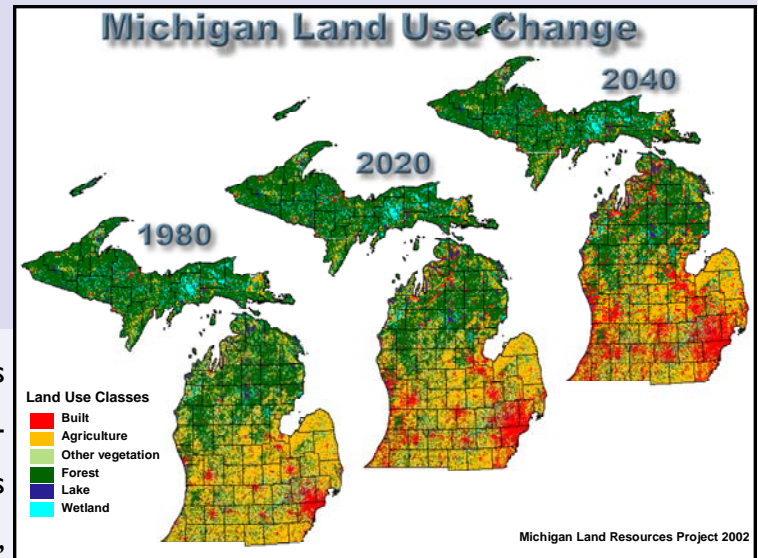 Michigan Land Use Change
2040
2020
1980
s
-
s
,
Land Use Classes
Built
Agriculture
Other vegetation
Forest
Lake
Wetland
Michigan Land Resources Project 2002